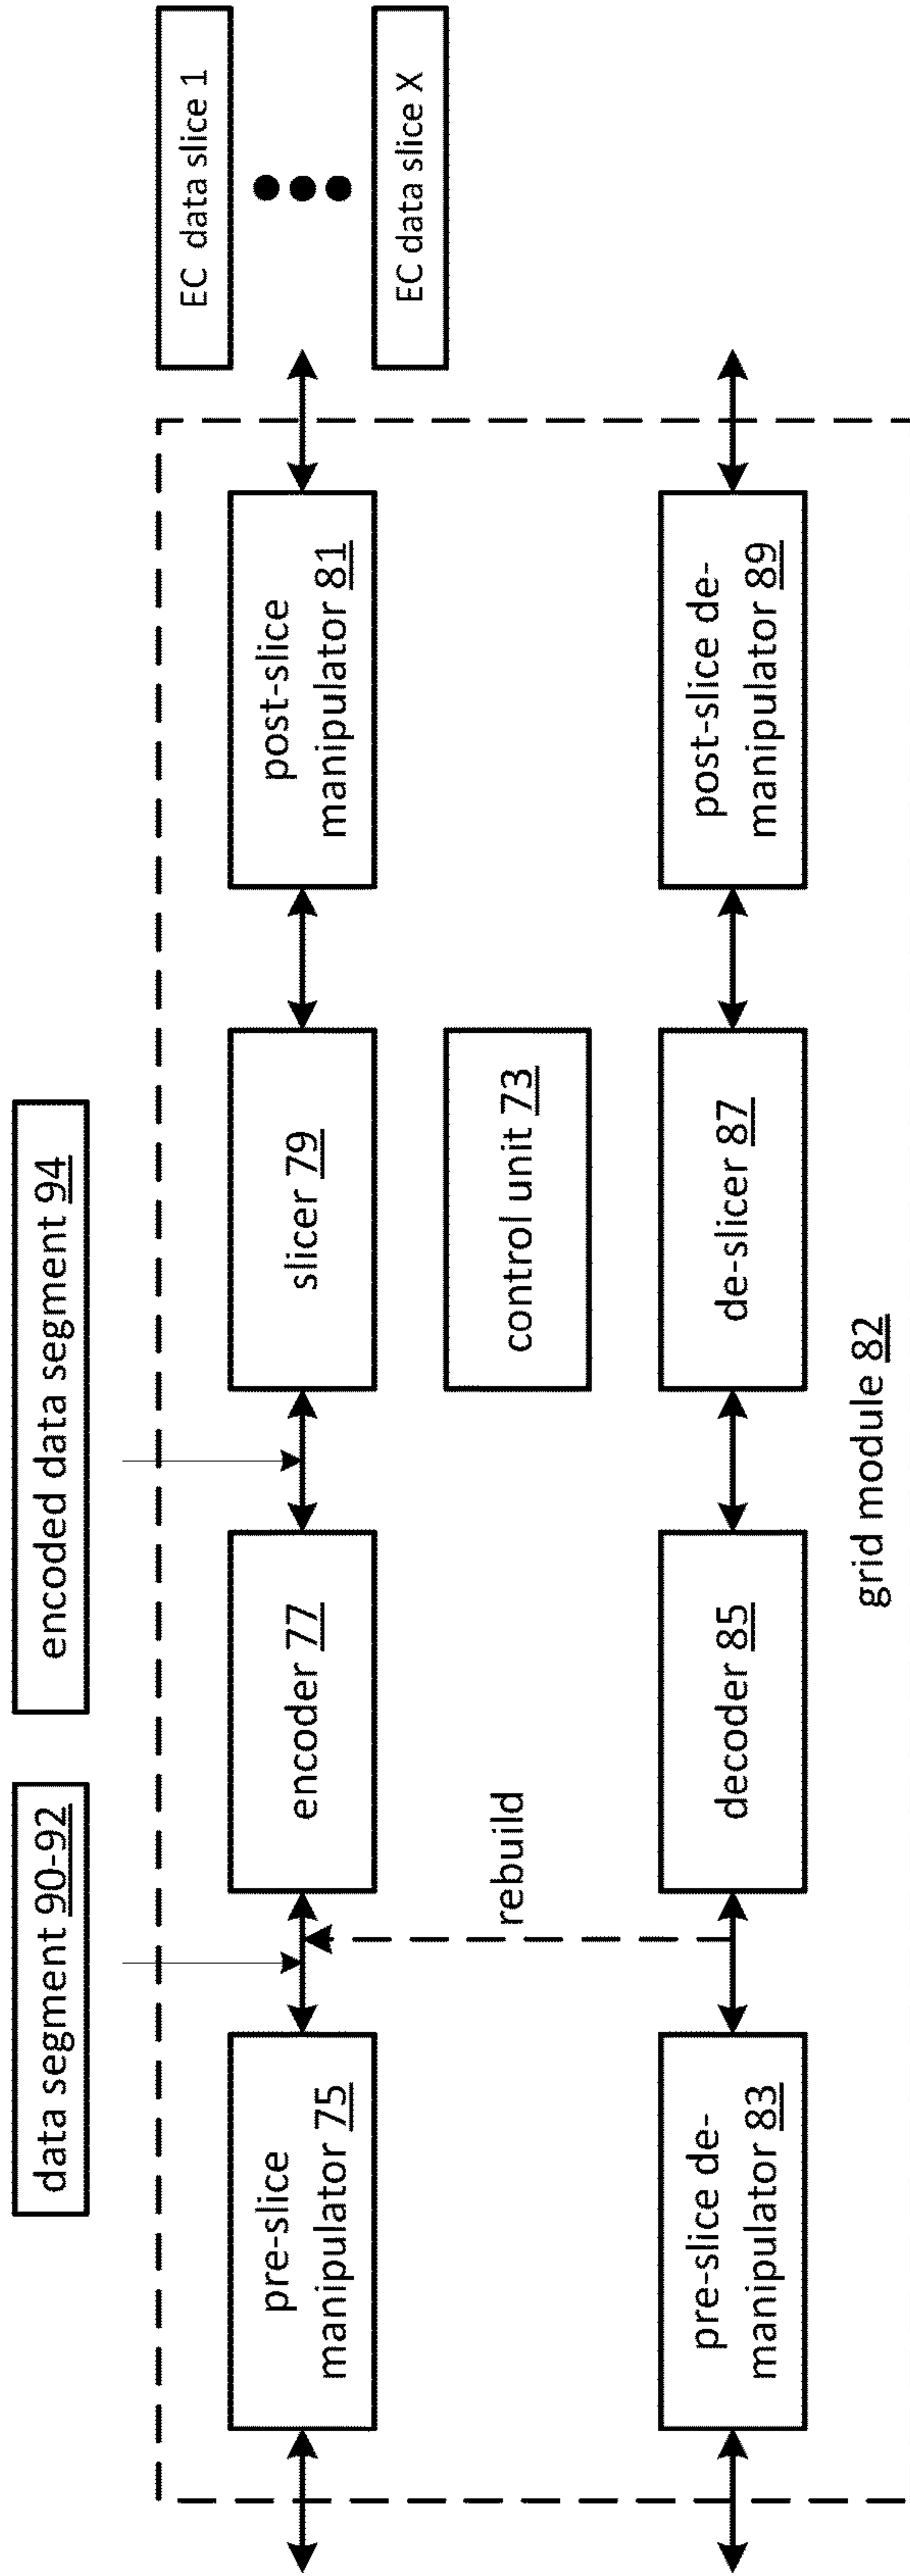 data segment 90-92
encoded data segment 94
EC data slice 1
EC data slice X
pre-slice
manipulator 75
encoder 77
slicer 79
post-slice
manipulator 81
rebuild
control unit 73
pre-slice de-
manipulator 83
decoder 85
de-slicer 87
post-slice de-
manipulator 89
grid module 82